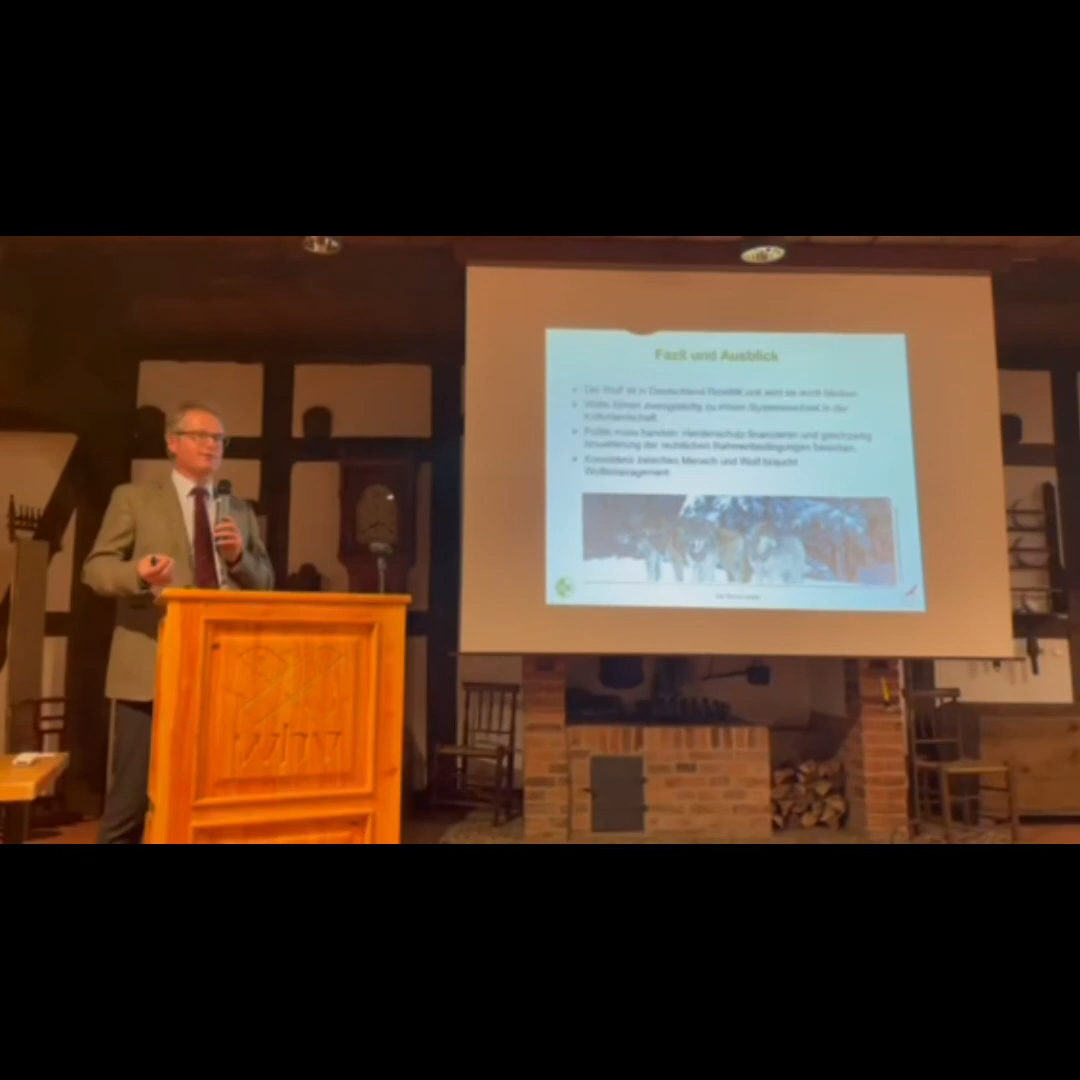 Fazit und Ausblick
Der Wolf ist in Deutschland Realität und wird es auch bleiben.
Wölfe führen zwangsläufig zu einem Systemwechsel in der
Kulturlandschaft.
Politik muss handeln: Herdenschutz finanzieren und gleichzeitig
der rechtlichen Rahmenbedingungen
Koexistenz zwischen Mensch und Wolf braucht
Wolfsmanagement